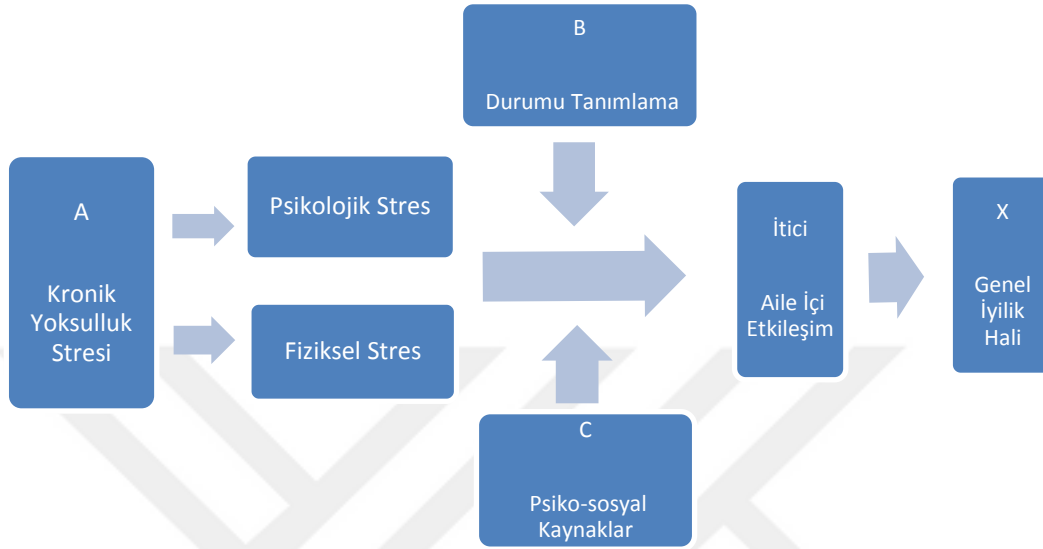 A
Kronik
Yoksulluk
Stresi
Psikolojik Stres
Fiziksel Stres
B
Durumu Tanımlama
C
Psiko-sosyal
Kaynaklar
İtici
Aile İçi
Etkileşim
X
Genel
İyilik
Hali